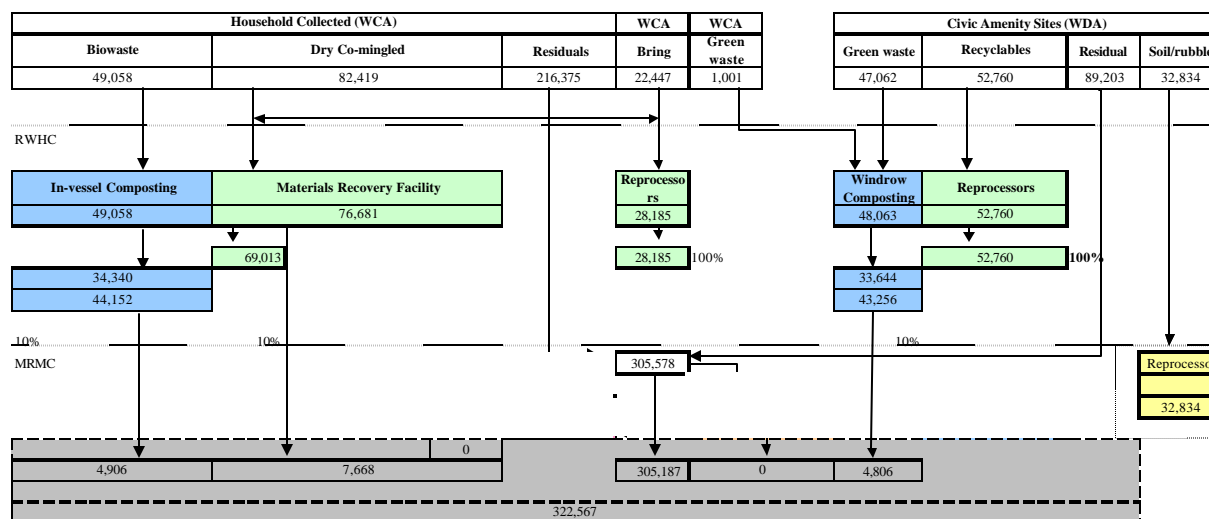 Household Collected (WCA) WCA WCA Civic Amenity Sites (WDA)
Biowaste Dry Co-mingled Residuals Bring Green waste Green waste Recyclables Residual Soil/rubble
49,058 82,419 216,375 22,447 1,001 47,062 52,760 89,203 32,834
RWHC
In-vessel Composting Materials Recovery Facility Reprocesso
rs Windrow
Composting Reprocessors
49,058 76,681 28,185 48,063 52,760
69,013 28,185 100% 52,760 100%
34,340 33,644
44,152 43,256
10% 10% 10%
MRMC 305,578 Reprocesso
32,834
0
4,906 7,668 305,187 0 4,806
322,567